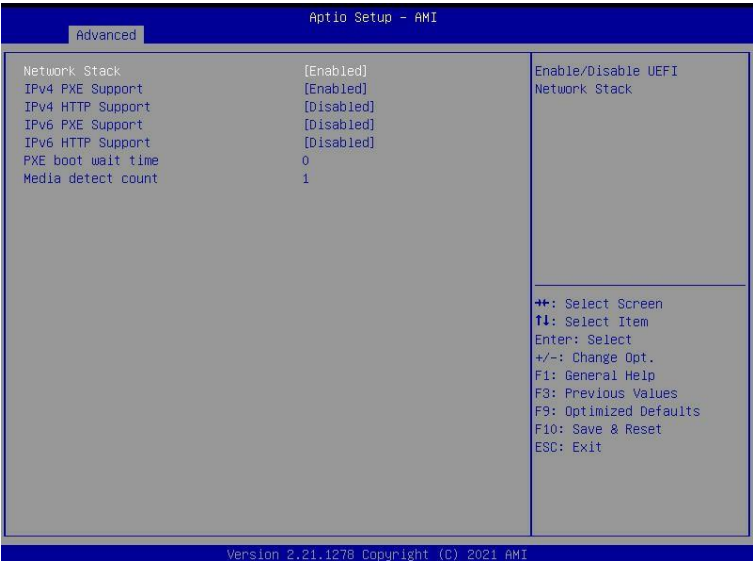 Aptio Setup – AMI
Advanced
Network Stack [Enabled]
IPv4 PXE Support [Enabled]
IPv4 HTTP Support [Disabled]
IPv6 PXE Support [Disabled]
IPv6 HTTP Support [Disabled]
PXE boot wait time 0
Media detect count 1
Enable/Disable UEFI
Network Stack
→←: Select Screen
↑↓: Select Item
Enter: Select
+/-: Change Opt.
F1: General Help
F3: Previous Values
F9: Optimized Defaults
F10: Save & Reset
ESC: Exit
Version 2.21.1278 Copyright (C) 2021 AMI